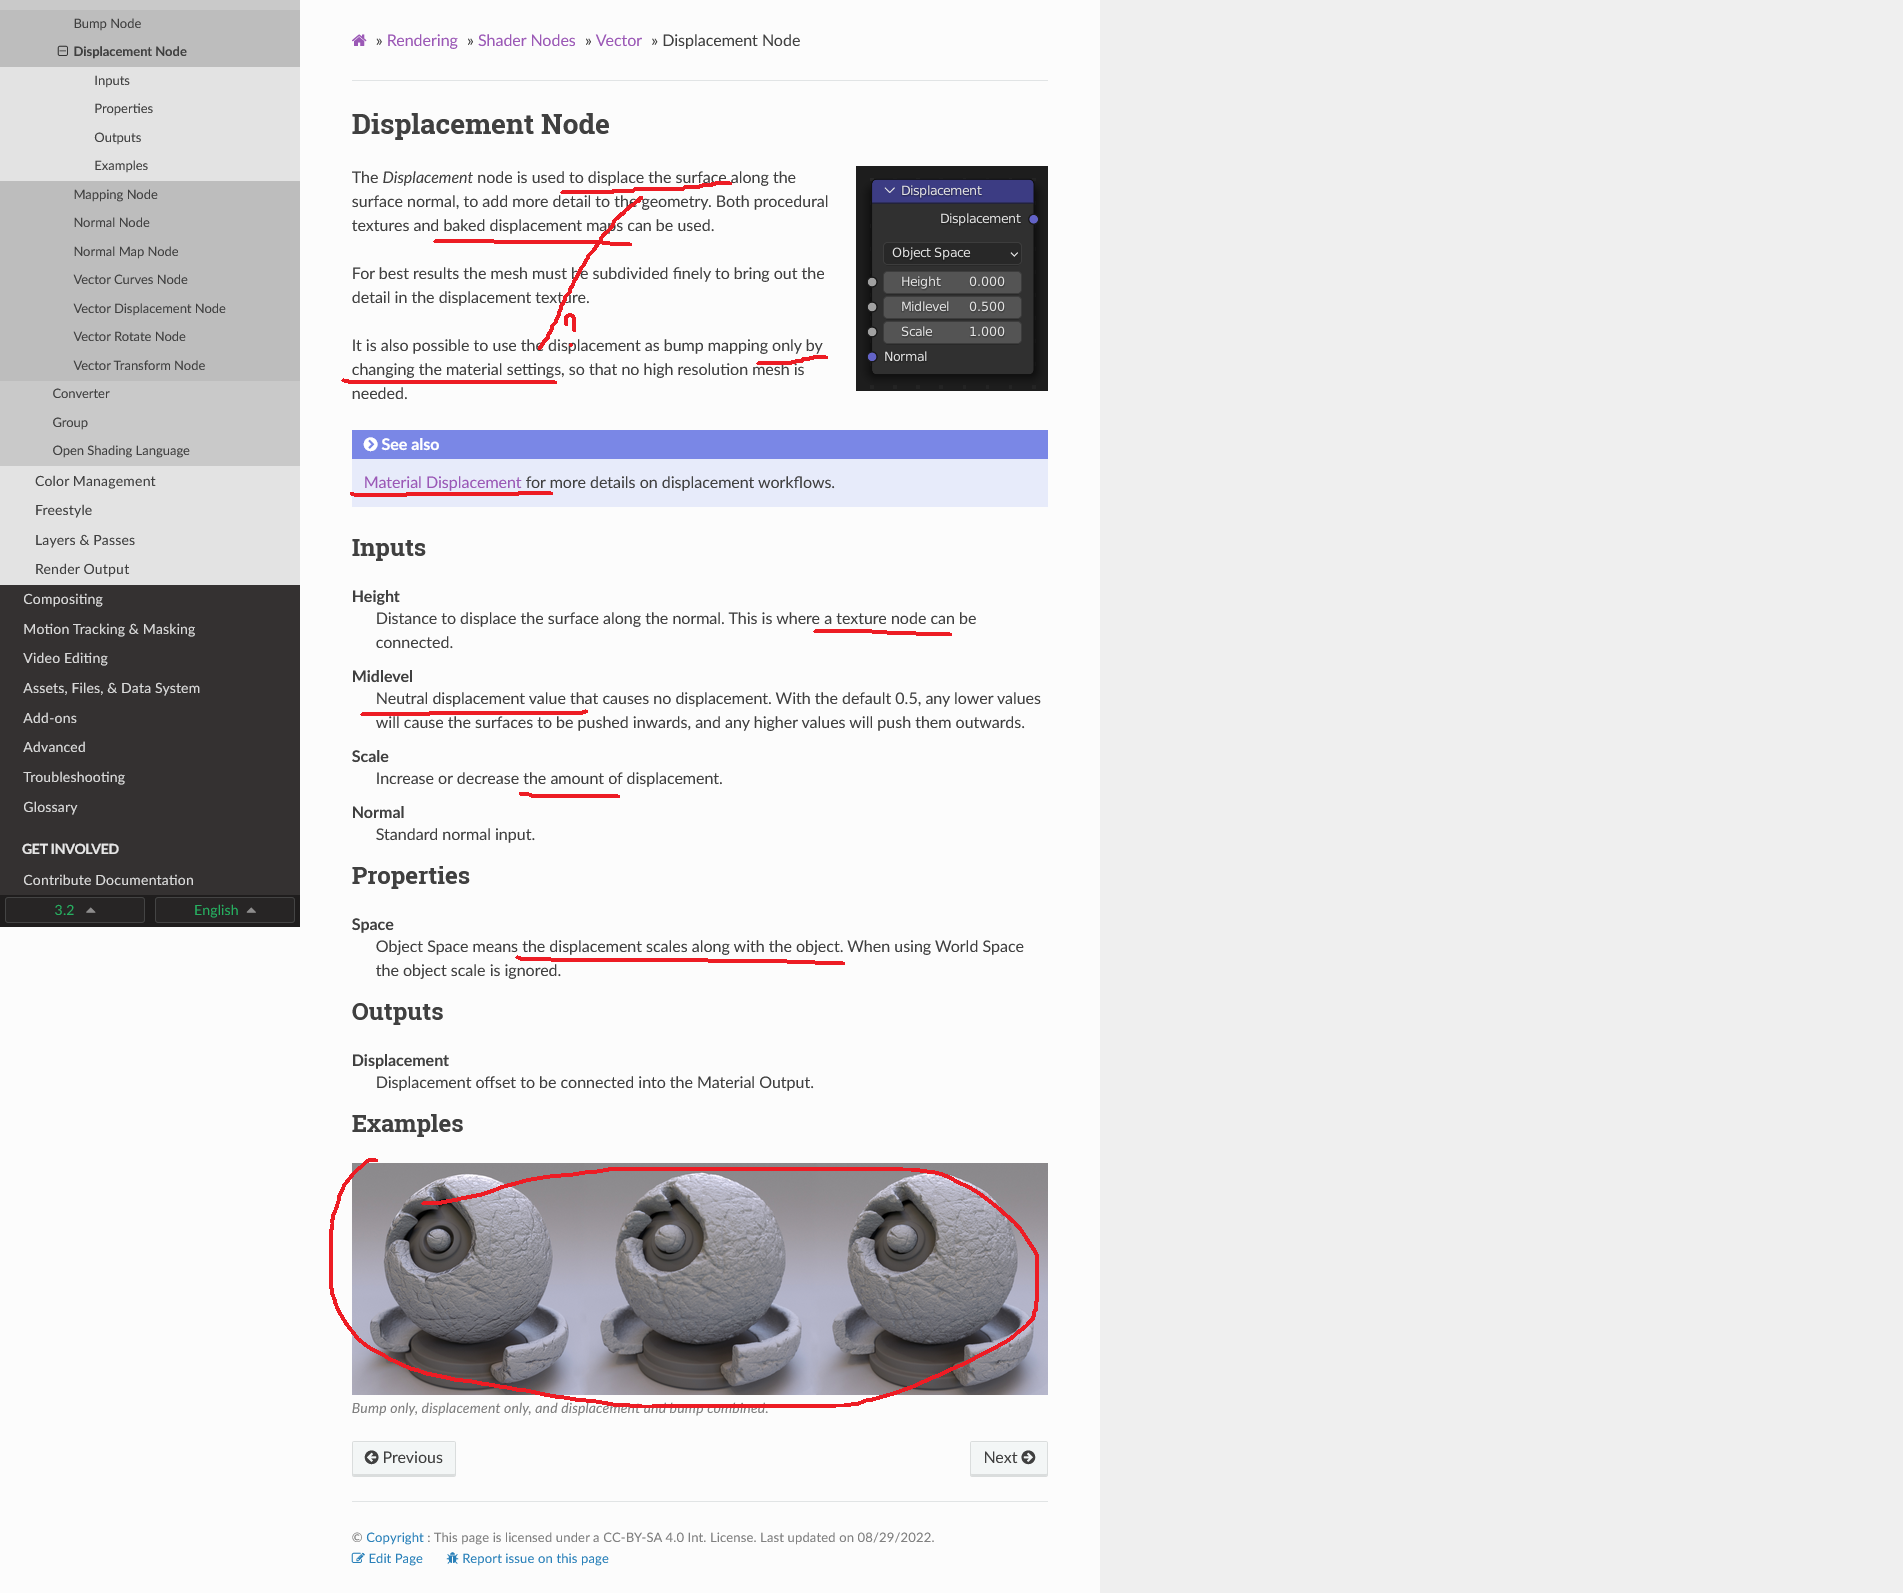 Bump Node
Displacement Node
Inputs
Properties
Outputs
Examples
Mapping Node
Normal Node
Normal Map Node
Vector Curves Node
Vector Displacement Node
Vector Rotate Node
Vector Transform Node
Converter
Group
Open Shading Language
Color Management
Freestyle
Layers & Passes
Render Output
Compositing
Motion Tracking & Masking
Video Editing
Assets, Files, & Data System
Add-ons
Advanced
Troubleshooting
Glossary
GET INVOLVED
Contribute Documentation
3.2
English
» Rendering » Shader Nodes » Vector » Displacement Node
Displacement Node
The Displacement node is used to displace the surface along the
surface normal, to add more detail to the geometry. Both procedural
textures and baked displacement maps can be used.
For best results the mesh must be subdivided finely to bring out the
detail in the displacement texture.
?
It is also possible to use the displacement as bump mapping only by
changing the material settings, so that no high resolution mesh is
needed.
Displacement
Displacement
Object Space
Height 0.000
Midlevel 0.500
Scale 1.000
Normal
See also
Material Displacement for more details on displacement workflows.
Inputs
Height
Distance to displace the surface along the normal. This is where a texture node can be
connected.
Midlevel
Neutral displacement value that causes no displacement. With the default 0.5, any lower values
will cause the surfaces to be pushed inwards, and any higher values will push them outwards.
Scale
Increase or decrease the amount of displacement.
Normal
Standard normal input.
Properties
Space
Object Space means the displacement scales along with the object. When using World Space
the object scale is ignored.
Outputs
Displacement
Displacement offset to be connected into the Material Output.
Examples
Bump only, displacement only, and displacement and bump combined.
Previous
Next
© Copyright : This page is licensed under a CC-BY-SA 4.0 Int. License. Last updated on 08/29/2022.
Edit Page Report issue on this page